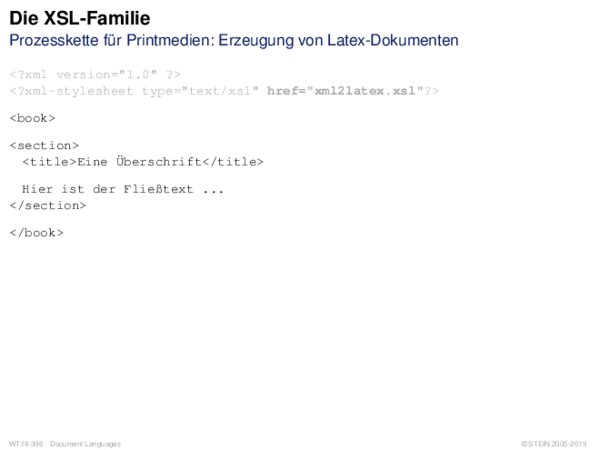 Die XSL-Familie
Prozesskette für Printmedien: Erzeugung von Latex-Dokumenten
<?xml version="1.0" ?>
<?xml-stylesheet type="text/xsl" href="xml2latex.xsl"?>
<book>
<section>
<title>Eine Überschrift</title>
Hier ist der Fließtext ...
</section>
</book>
WT:III-396 Document Languages © STEIN 2005-2019